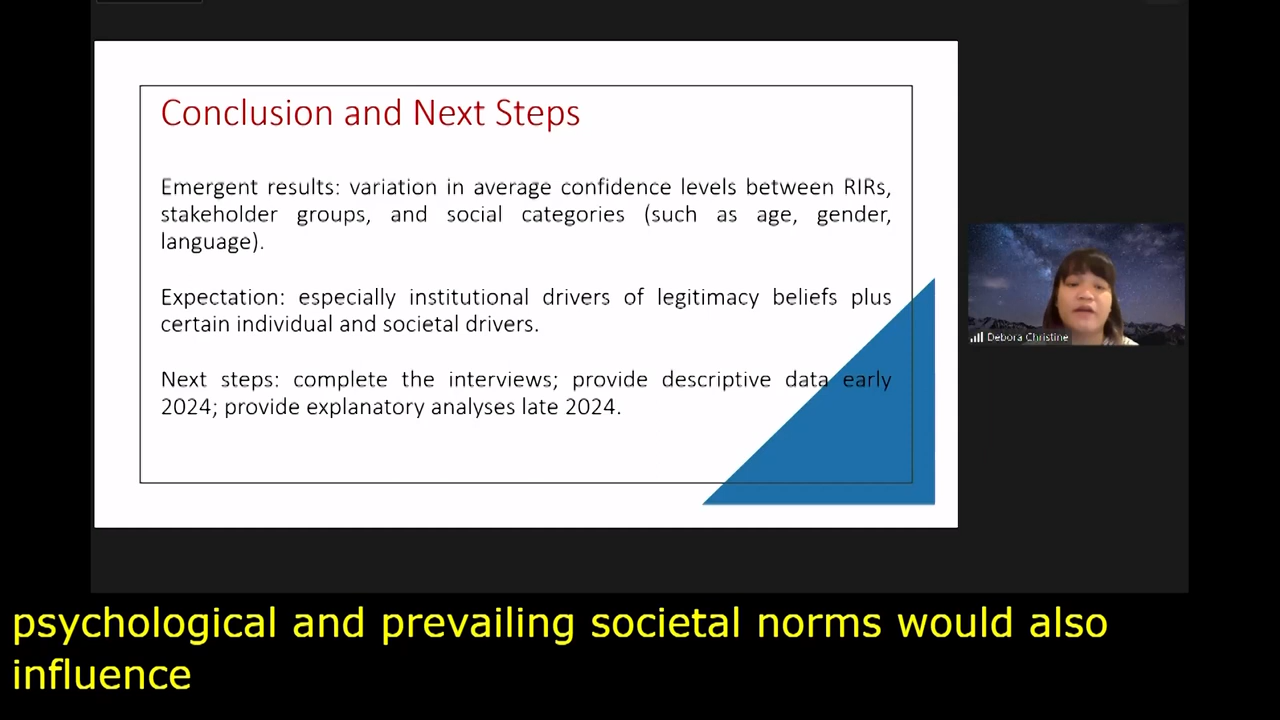 Conclusion and Next Steps
Emergent results: variation in average confidence levels between RIRs,
stakeholder groups, and social categories (such as age, gender,
language).
Expectation: especially institutional drivers of legitimacy beliefs plus
certain individual and societal drivers.
Next steps: complete the interviews; provide descriptive data early
2024; provide explanatory analyses late 2024.
Debora Christine
psychological and prevailing societal norms would also
influence